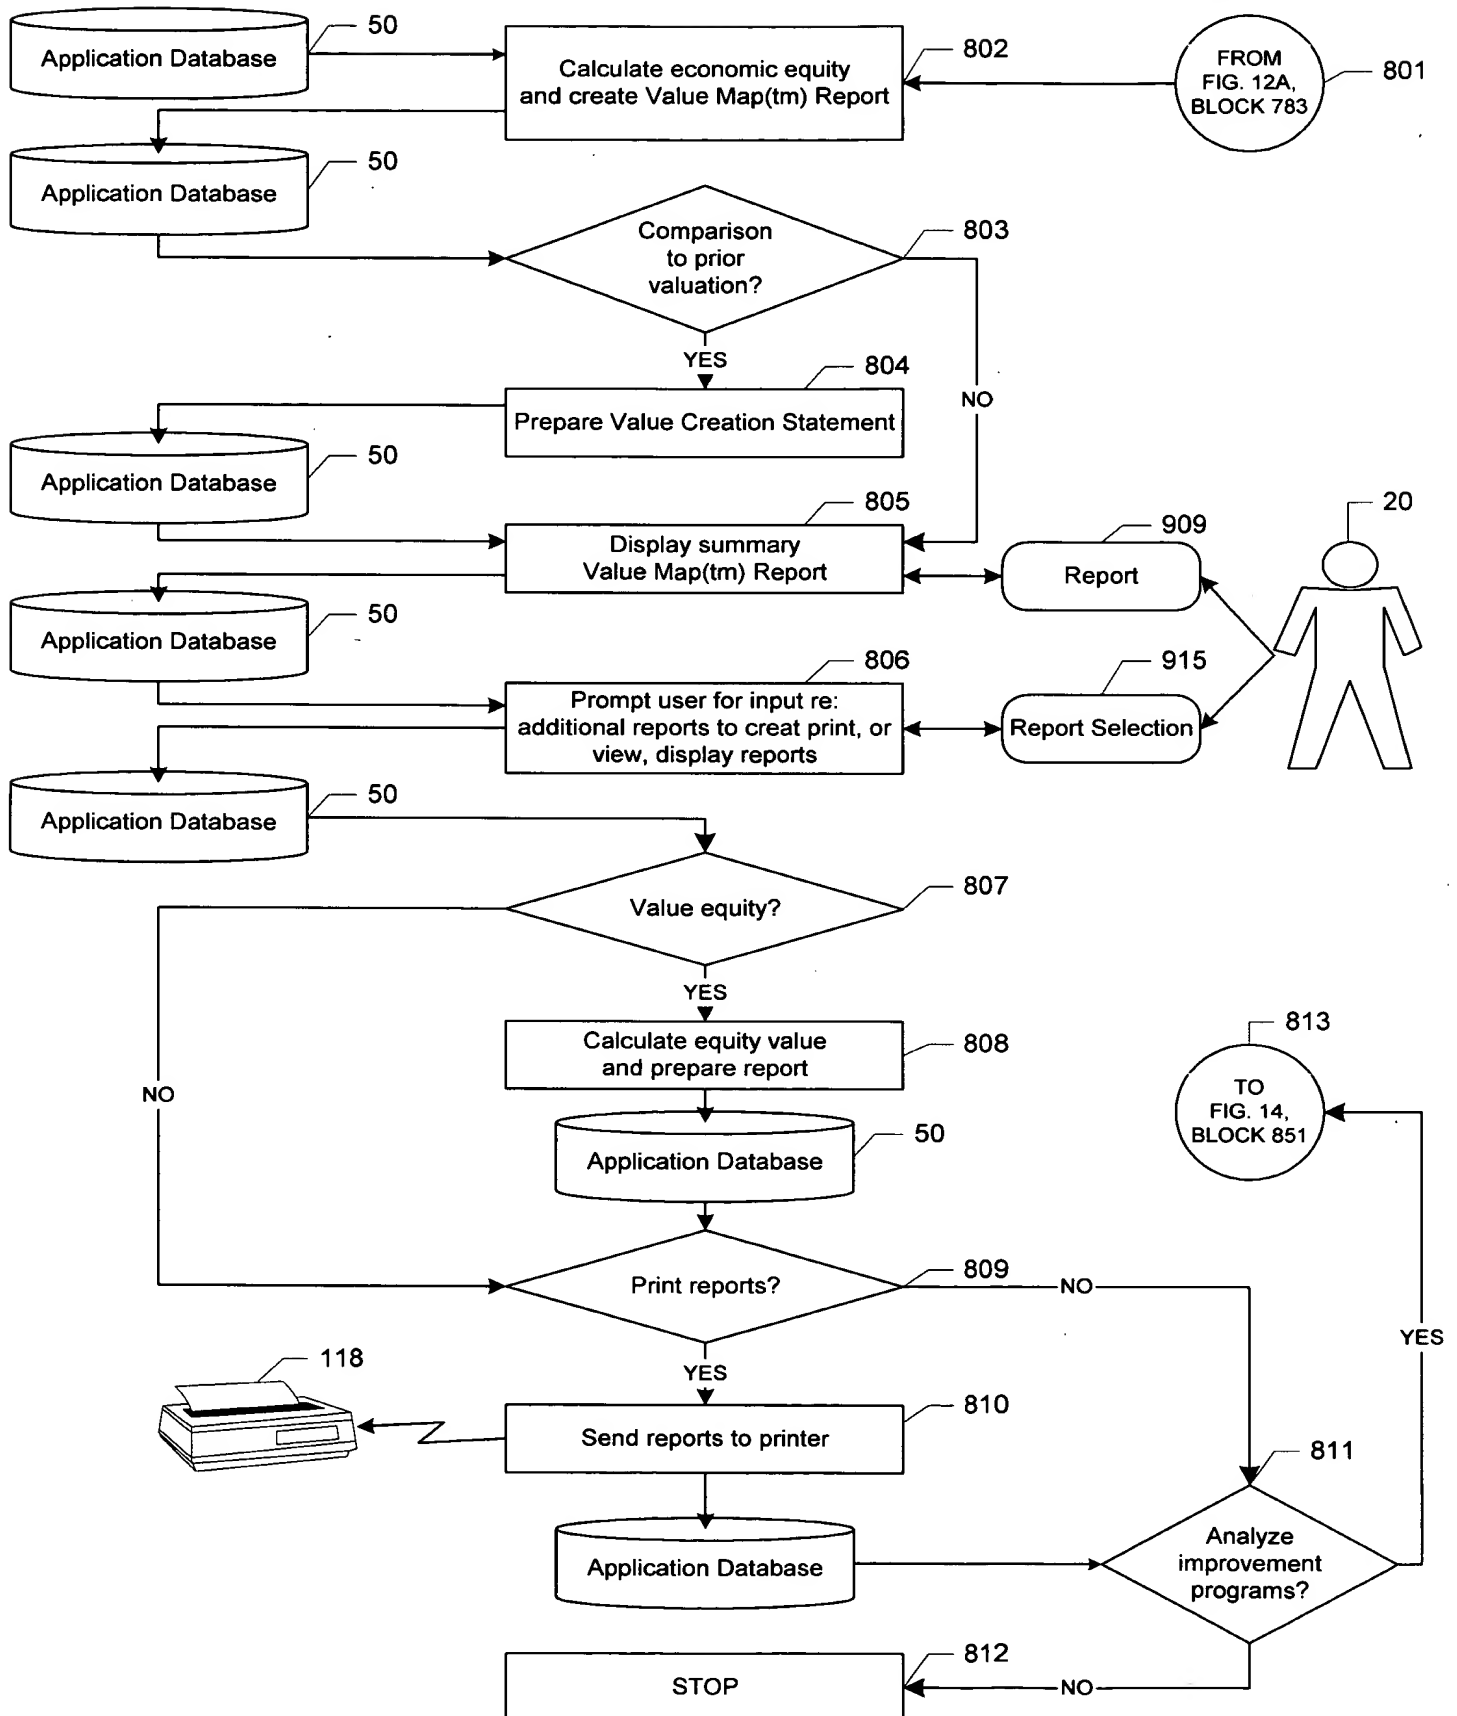 50
Application Database
802
Calculate economic equity
and create Value Map(tm) Report
FROM
FIG. 12A,
BLOCK 783
801
50
Application Database
Comparison
to prior
valuation?
803
YES
804
NO
Prepare Value Creation Statement
50
Application Database
805
Display summary
Value Map(tm) Report
909
Report
20
50
Application Database
806
Prompt user for input re:
additional reports to creat print, or
view, display reports
915
Report Selection
50
Application Database
807
Value equity?
YES
808
Calculate equity value
and prepare report
NO
813
TO
FIG. 14,
BLOCK 851
50
Application Database
809
Print reports?
NO
YES
YES
118
810
Send reports to printer
811
Analyze
improvement
programs?
Application Database
812
STOP
NO